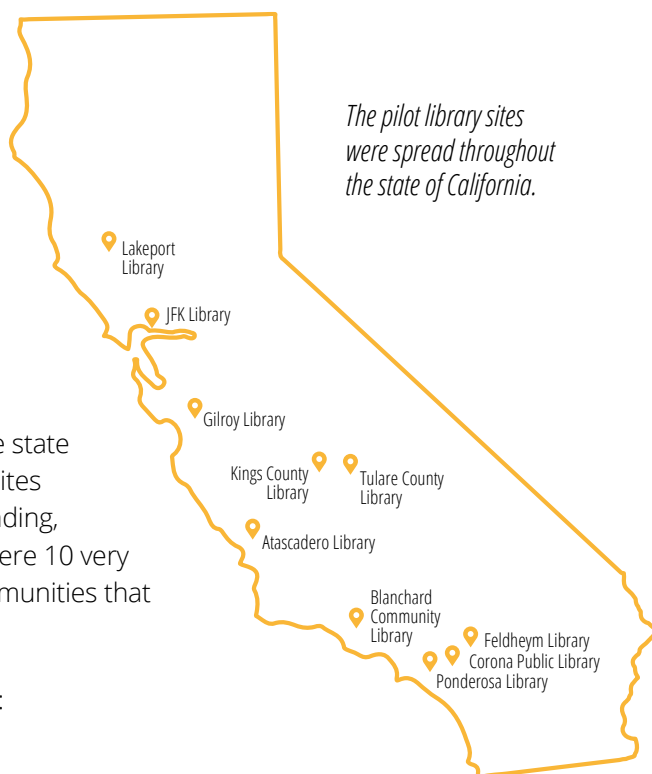 The pilot library sites
were spread throughout
the state of California.
Lakeport
Library
JFK Library
Gilroy Library
Kings County
Library
Tulare County
Library
Atascadero Library
Blanchard
Community
Library
Feldheym Library
Corona Public Library
Ponderosa Library
state
ites
ding,
ere 10 very
munities that
: